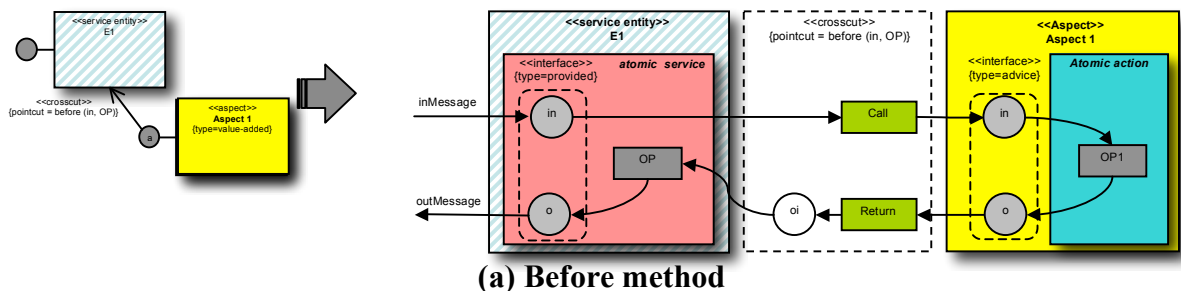 <<service entity>>
E1
<<crosscut>>
{pointcut = before (in, OP)}
a
<<aspect>>
Aspect 1
{type=value-added}
inMessage
outMessage
<<service entity>>
E1
<<interface>>
{type=provided}
atomic service
in
OP
o
<<crosscut>>
{pointcut = before (in, OP)}
Call
oi
Return
<<Aspect>>
Aspect 1
<<interface>>
{type=advice}
Atomic action
in
OP1
o
(a) Before method